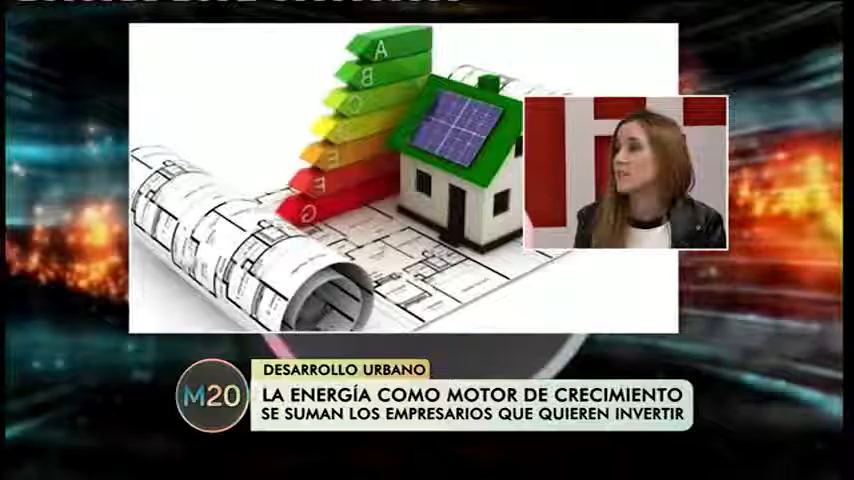 A
B
C
D
E
F
G
DESARROLLO URBANO
M20
LA ENERGÍA COMO MOTOR DE CRECIMIENTO
SE SUMAN LOS EMPRESARIOS QUE QUIEREN INVERTIR